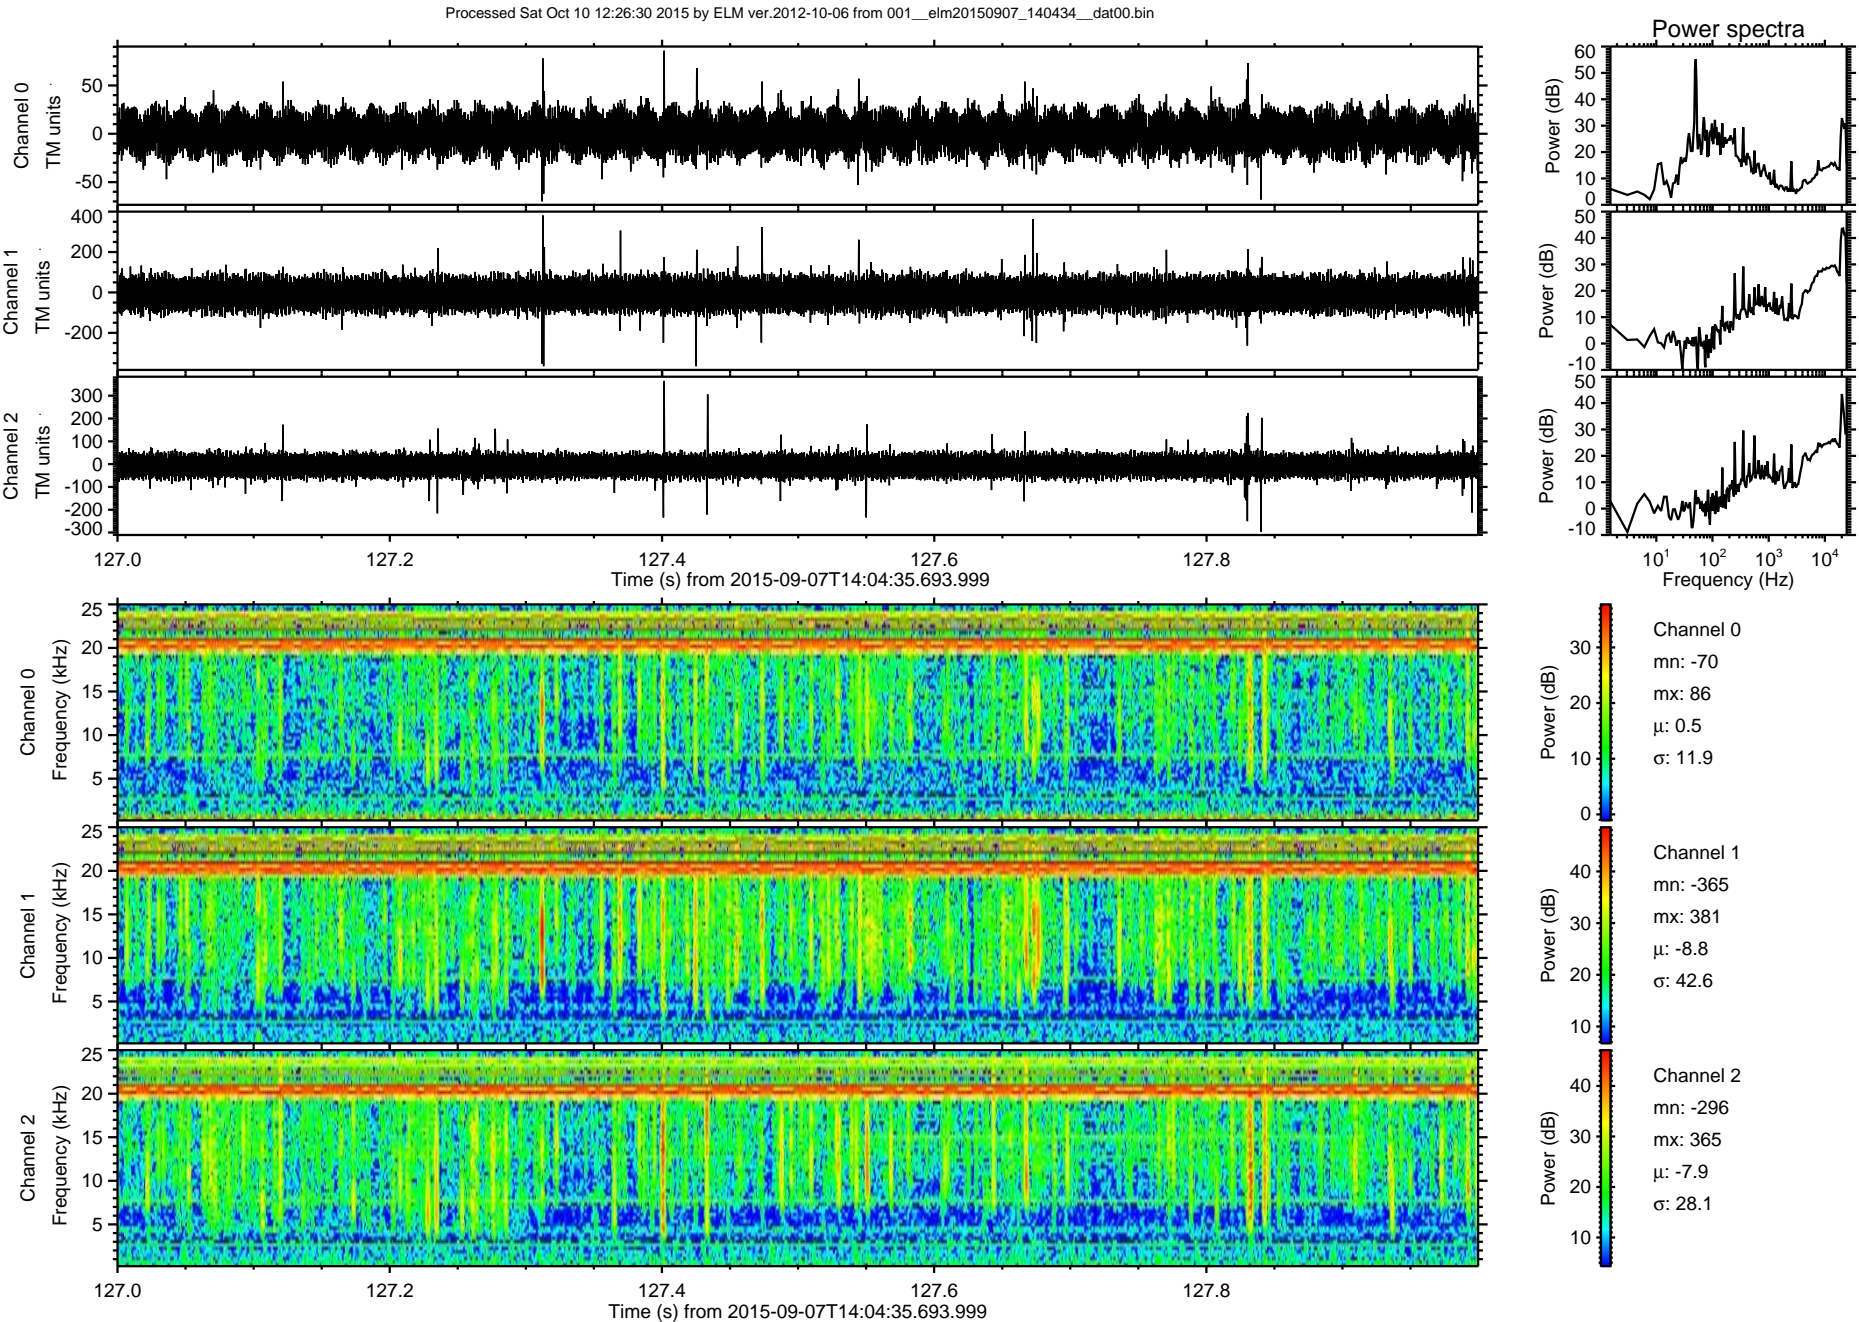 Processed Sat Oct 10 12:26:30 2015 by ELM ver.2012-10-06 from 001__elm20150907_140434__dat00.bin
Power spectra
Channel 0
TM units
50
0
-50
Power (dB)
60
50
40
30
20
10
0
Channel 1
TM units
400
200
0
-200
Power (dB)
50
40
30
20
10
0
-10
Channel 2
TM units
300
200
100
0
-100
-200
-300
Power (dB)
50
40
30
20
10
0
-10
127.0 127.2 127.4 127.6 127.8
Time (s) from 2015-09-07T14:04:35.693.999
10¹ 10² 10³ 10⁴
Frequency (Hz)
Channel 0
Frequency (kHz)
25
20
15
10
5
Power (dB)
30
20
10
0
Channel 0
mn: -70
mx: 86
μ: 0.5
σ: 11.9
Channel 1
Frequency (kHz)
25
20
15
10
5
Power (dB)
40
30
20
10
Channel 1
mn: -365
mx: 381
μ: -8.8
σ: 42.6
Channel 2
Frequency (kHz)
25
20
15
10
5
Power (dB)
40
30
20
10
Channel 2
mn: -296
mx: 365
μ: -7.9
σ: 28.1
127.0 127.2 127.4 127.6 127.8
Time (s) from 2015-09-07T14:04:35.693.999